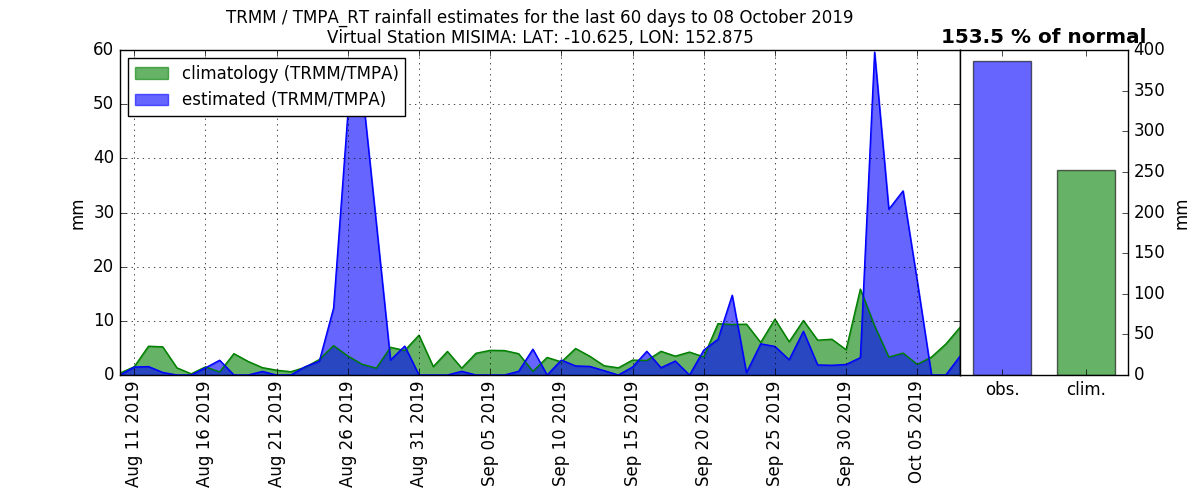 TRMM / TMPA_RT rainfall estimates for the last 60 days to 08 October 2019
Virtual Station MISIMA: LAT: -10.625, LON: 152.875
153.5 % of normal
climatology (TRMM/TMPA)
estimated (TRMM/TMPA)
mm
60
50
40
30
20
10
0
Aug 11 2019
Aug 16 2019
Aug 21 2019
Aug 26 2019
Aug 31 2019
Sep 05 2019
Sep 10 2019
Sep 15 2019
Sep 20 2019
Sep 25 2019
Sep 30 2019
Oct 05 2019
obs.
clim.
400
350
300
250
200
150
100
50
0
mm